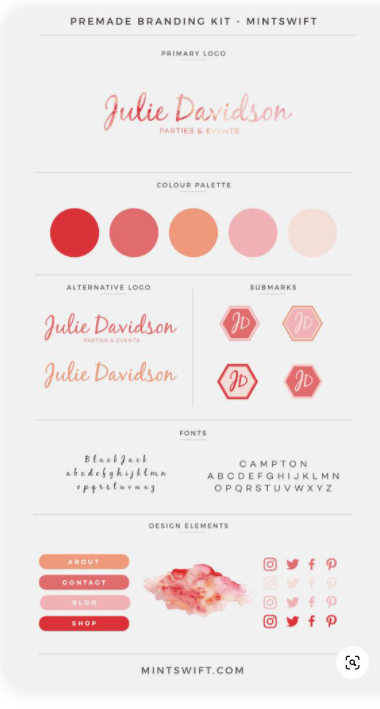 PREMADE BRANDING KIT - MINTSWIFT
PRIMARY LOGO
Julie Davidson
PARTIES & EVENTS
COLOUR PALETTE
ALTERNATIVE LOGO
SUBMARKS
Julie Davidson
PARTIES & EVENTS
Julie Davidson
JD
JD
JD
JD
FONTS
BlackJack
abcdefghijklmn
opqrstuvwxyz
CAMPTON
ABCDEFGHIJKLMN
OPQRSTUVWXYZ
DESIGN ELEMENTS
ABOUT
CONTACT
BLOG
SHOP
MINTSWIFT.COM